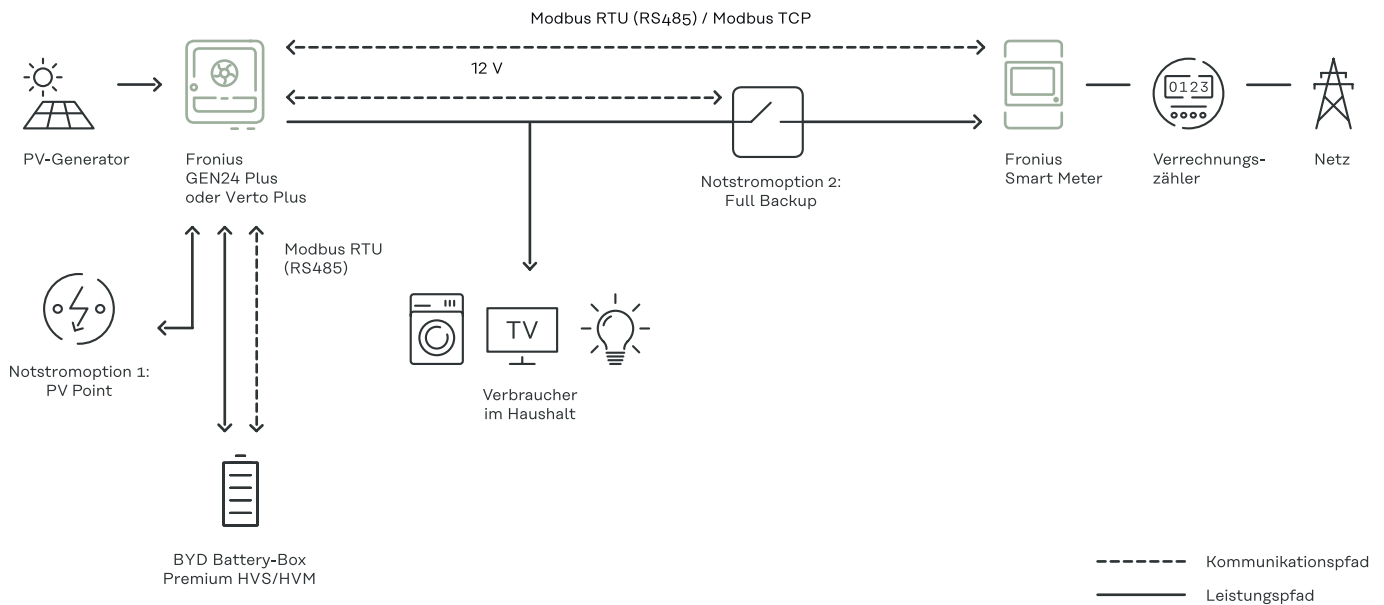 Modbus RTU (RS485) / Modbus TCP
12 V
0123
PV-Generator
Fronius
GEN24 Plus
oder Verto Plus
Notstromoption 2:
Full Backup
Fronius
Smart Meter
Verrechnungs-
zähler
Netz
Modbus RTU
(RS485)
TV
Notstromoption 1:
PV Point
Verbraucher
im Haushalt
BYD Battery-Box
Premium HVS/HVM
Kommunikationspfad
Leistungspfad